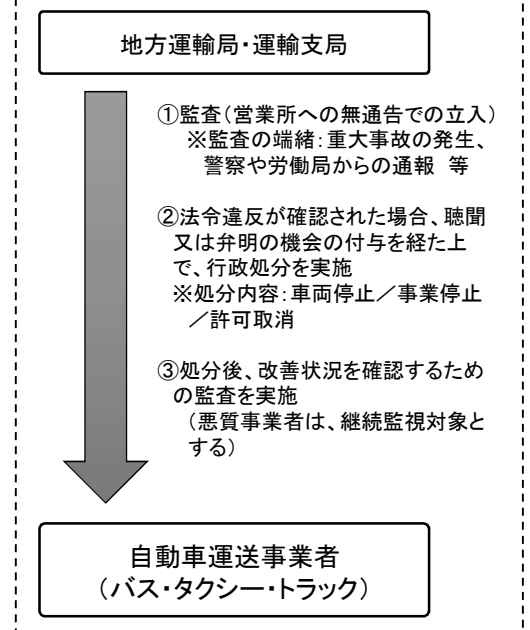 地方運輸局・運輸支局
①監査(営業所への無通告での立入)
※監査の端緒:重大事故の発生、
警察や労働局からの通報 等
②法令違反が確認された場合、聴聞
又は弁明の機会の付与を経た上
で、行政処分を実施
※処分内容:車両停止/事業停止
/許可取消
③処分後、改善状況を確認するため
の監査を実施
(悪質事業者は、継続監視対象と
する)
自動車運送事業者
(バス・タクシー・トラック)